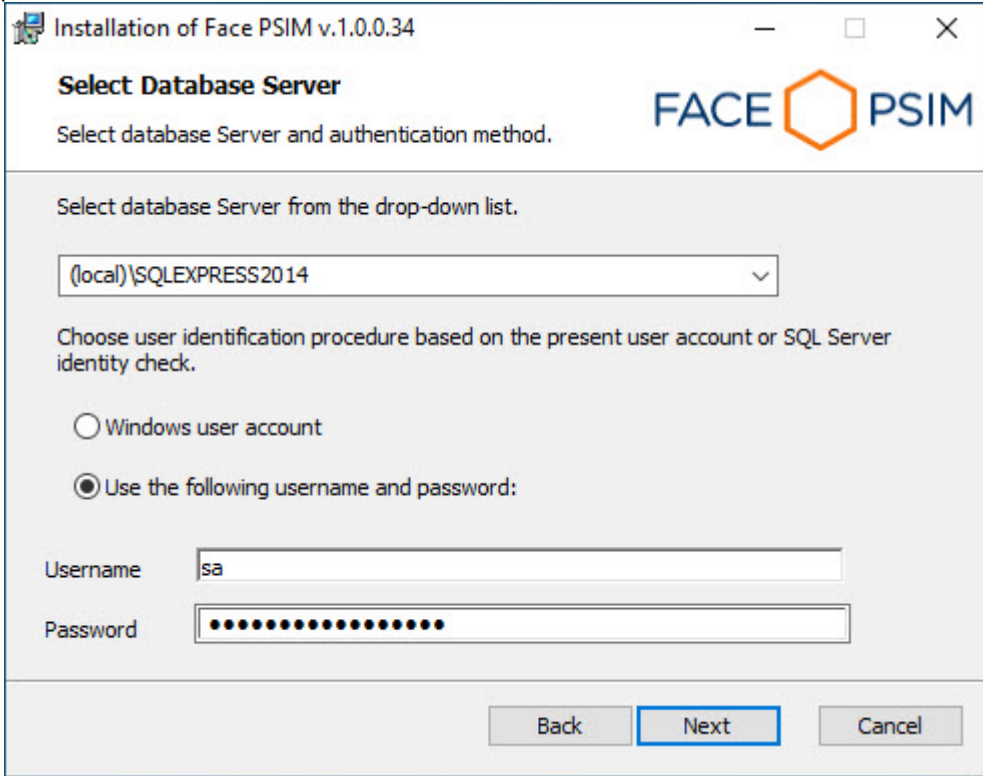 Installation of Face PSIM v.1.0.0.34
Select Database Server
Select database Server and authentication method.
FACE PSIM
Select database Server from the drop-down list.
(local)\SQLEXPRESS2014
Choose user identification procedure based on the present user account or SQL Server
identity check.
Windows user account
Use the following username and password:
Username sa
Password •••••••••••••••••
Back Next Cancel